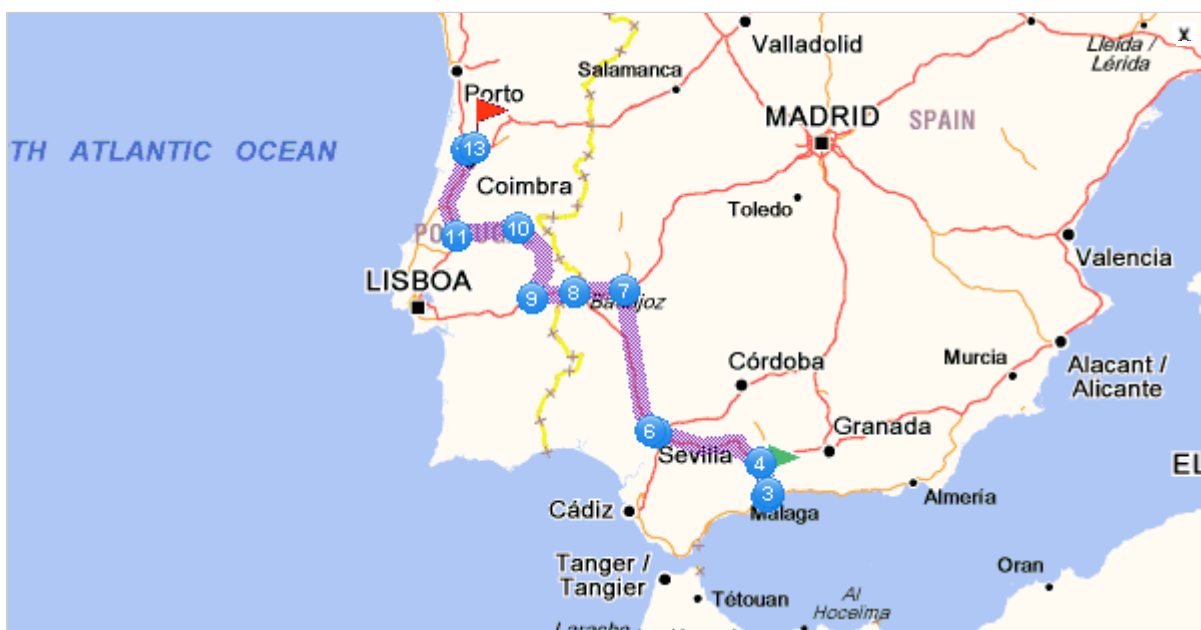 Valladolid
Lleida /
Lérida
x
Salamanca
Porto
MADRID
SPAIN
TH ATLANTIC OCEAN
13
Coimbra
Toledo
10
11
Valencia
LISBOA
9
8
7
Murcia
Córdoba
Alacant /
Alicante
Granada
6
Sevilla
4
EL
3
Málaga
Almería
Cádiz
Tanger /
Tangier
Oran
Tétouan
Al
Hoceima